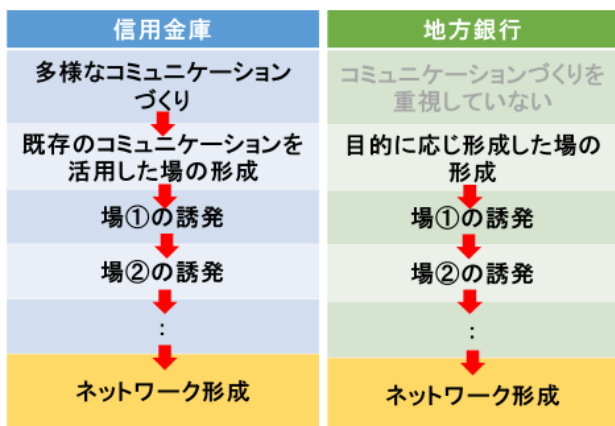 信用金庫
多様なコミュニケーション
づくり
既存のコミュニケーションを
活用した場の形成
場①の誘発
場②の誘発
:
ネットワーク形成
地方銀行
コミュニケーションづくりを
重視していない
目的に応じ形成した場の
形成
場①の誘発
場②の誘発
:
ネットワーク形成